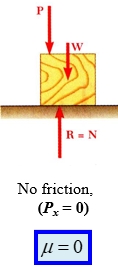 P
W
R = N
No friction,
(Pₓ = 0)
μ = 0